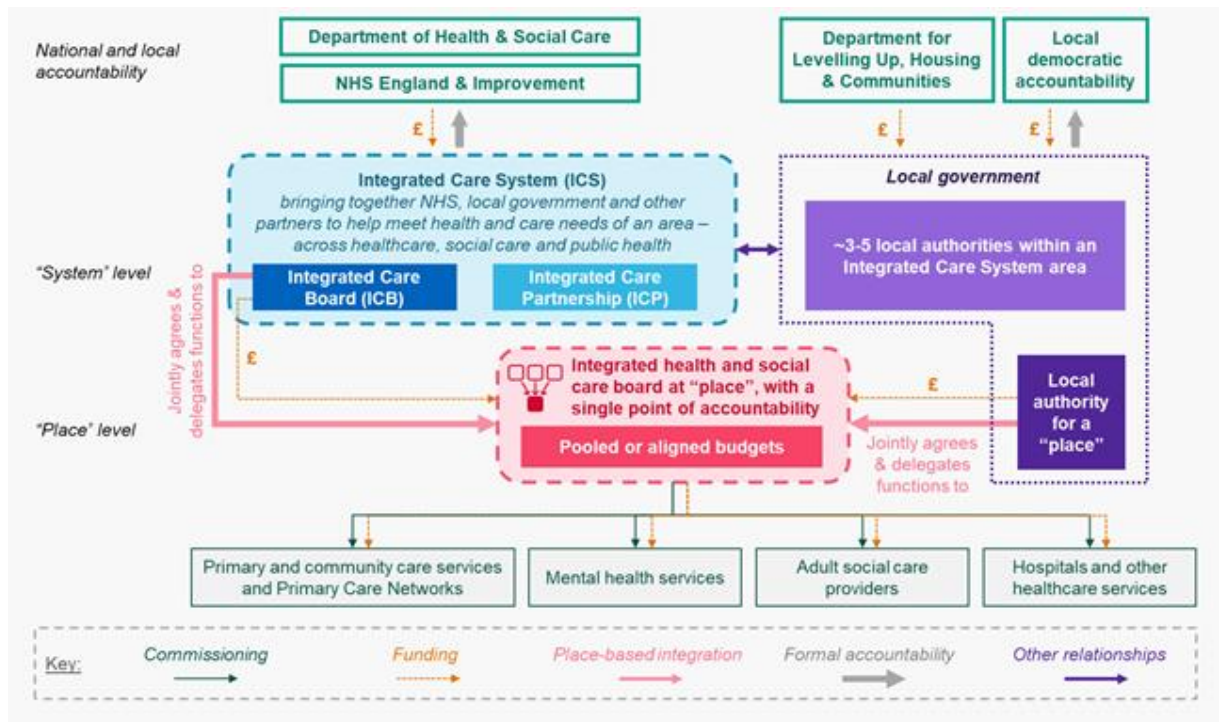 National and local
accountability
Department of Health & Social Care
NHS England & Improvement
Department for
Levelling Up, Housing
& Communities
Local
democratic
accountability
£
£
£
Integrated Care System (ICS)
bringing together NHS, local government and other
partners to help meet health and care needs of an area –
across healthcare, social care and public health
Integrated Care
Board (ICB)
Integrated Care
Partnership (ICP)
Local government
~3-5 local authorities within an
Integrated Care System area
"System" level
Jointly agrees &
delegates functions to
£
"Place" level
Integrated health and social
care board at "place", with a
single point of accountability
Pooled or aligned budgets
£
Jointly agrees
& delegates
functions to
Local
authority
for a
"place"
Primary and community care services
and Primary Care Networks
Mental health services
Adult social care
providers
Hospitals and other
healthcare services
Key:
Commissioning
Funding
Place-based integration
Formal accountability
Other relationships